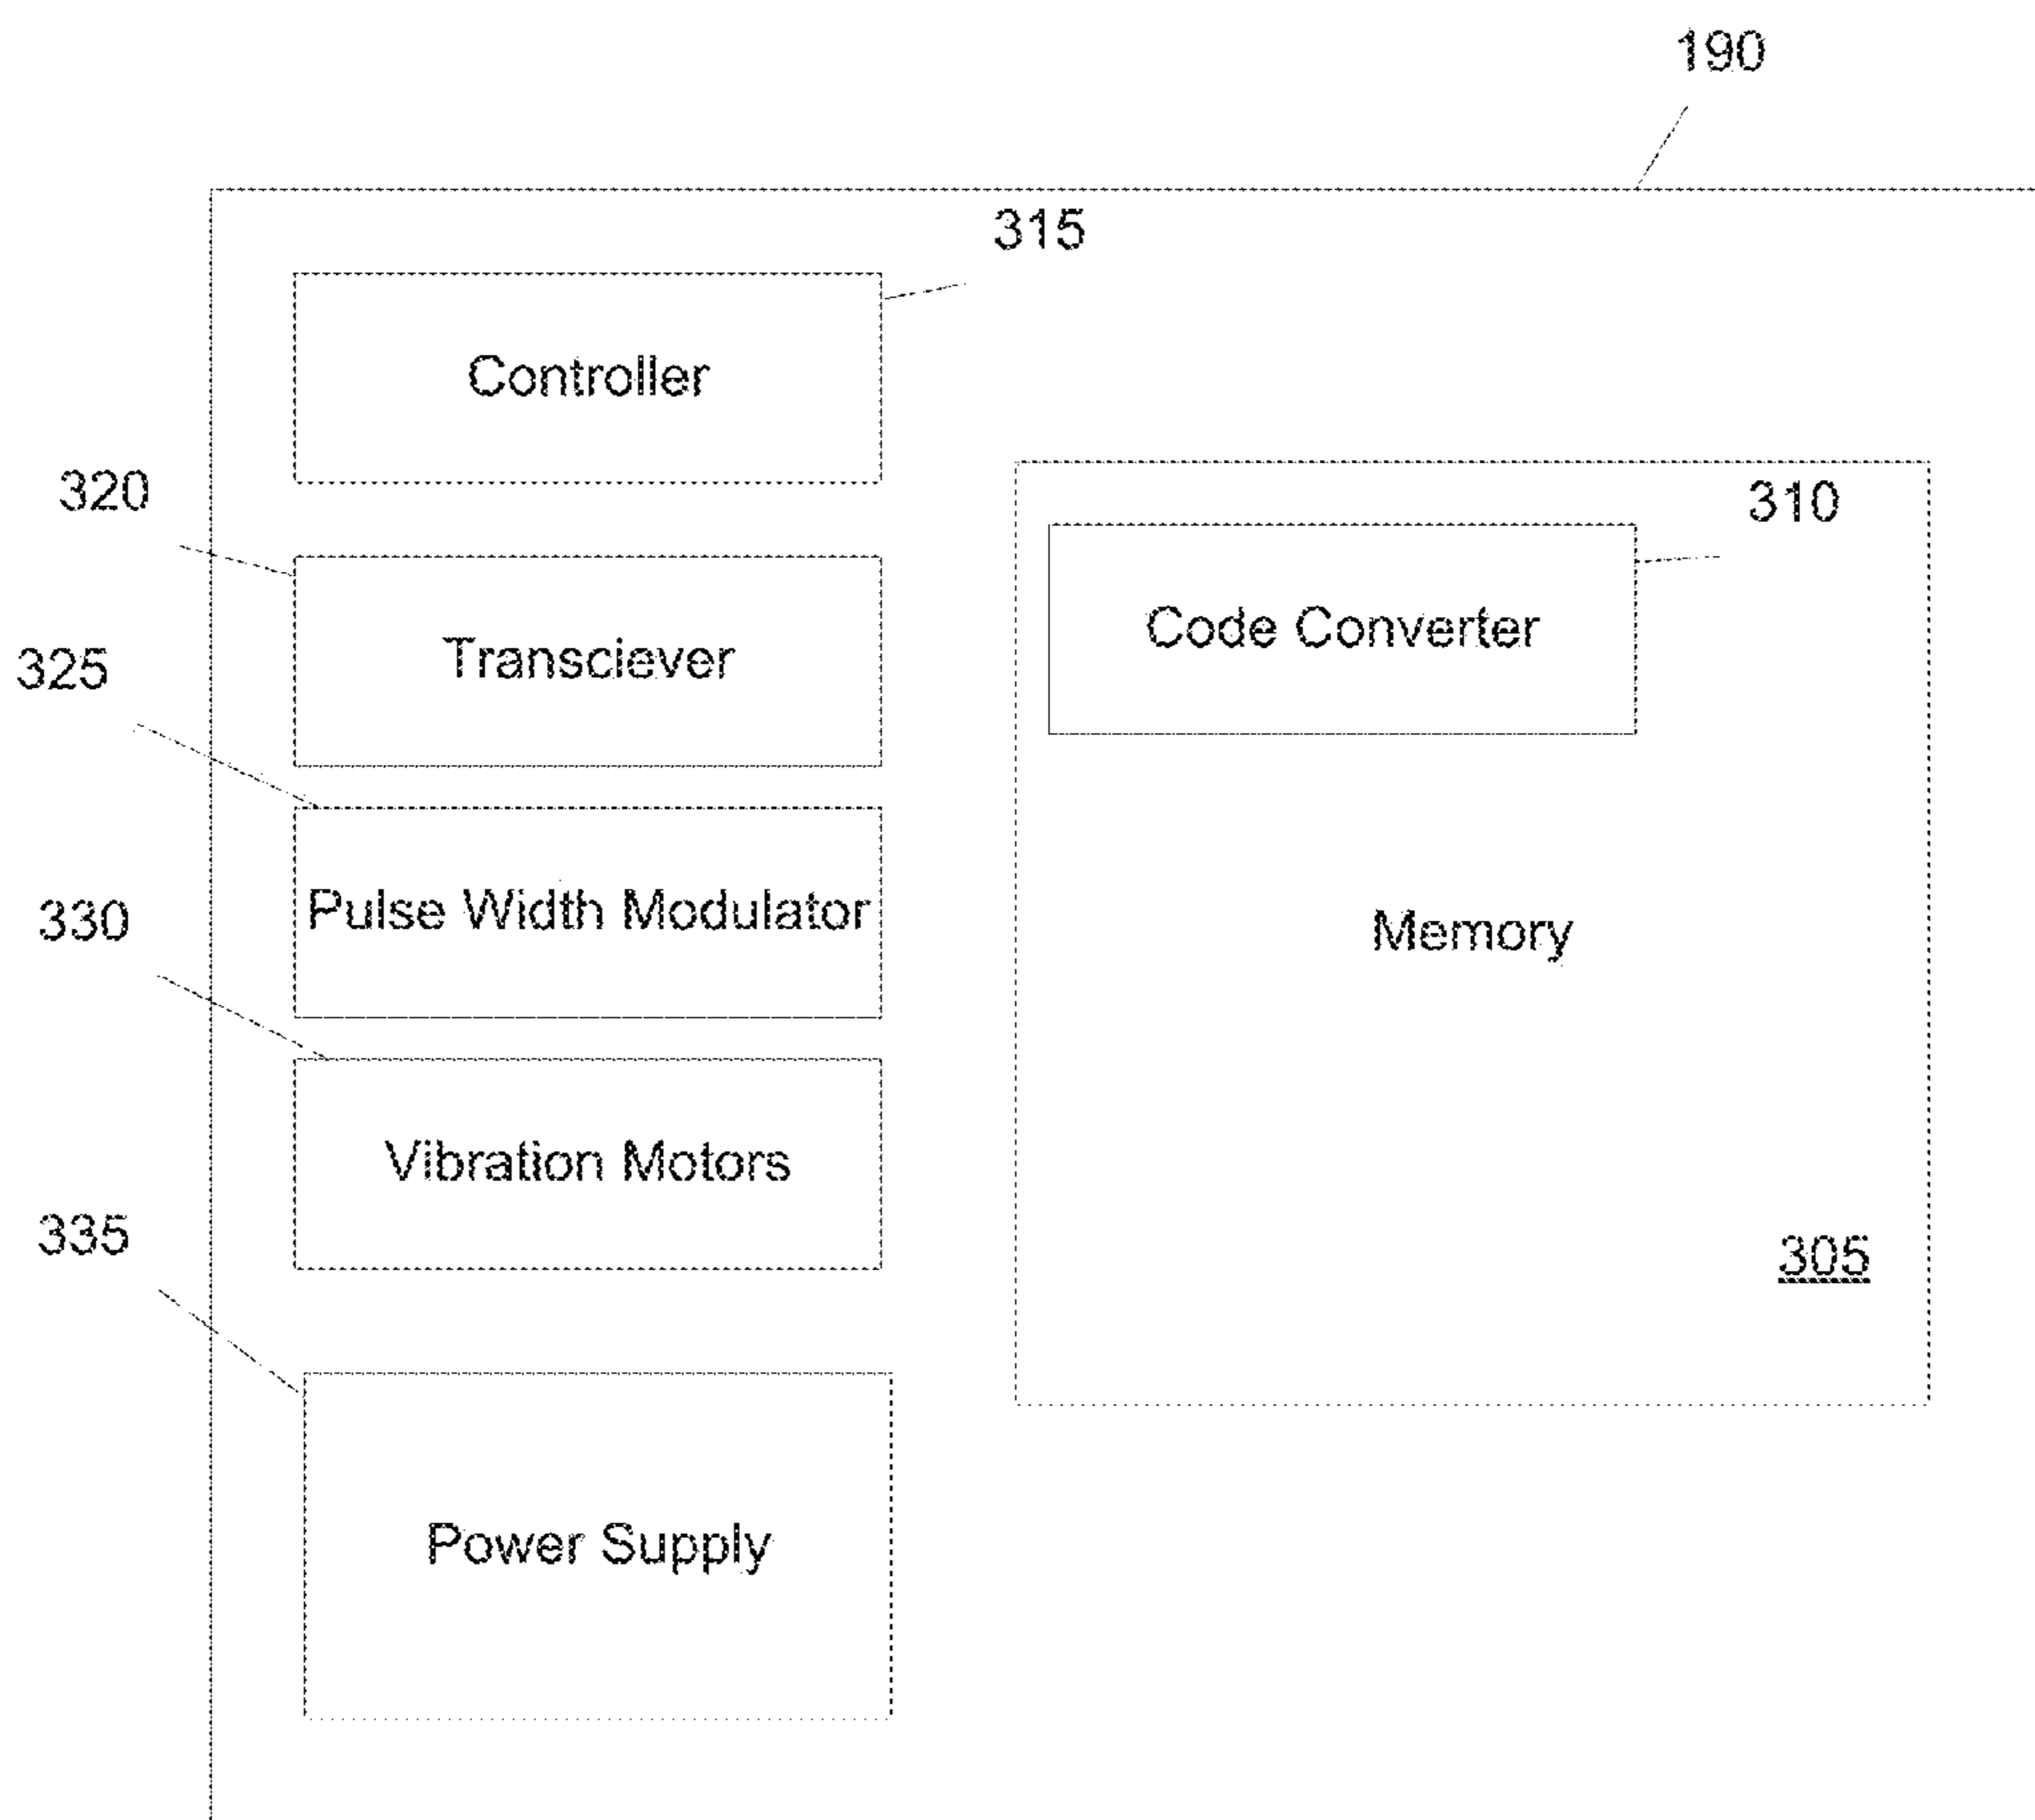 190
315
Controller
320
310
Code Converter
Transciever
325
Pulse Width Modulator
330
Memory
Vibration Motors
335
305
Power Supply